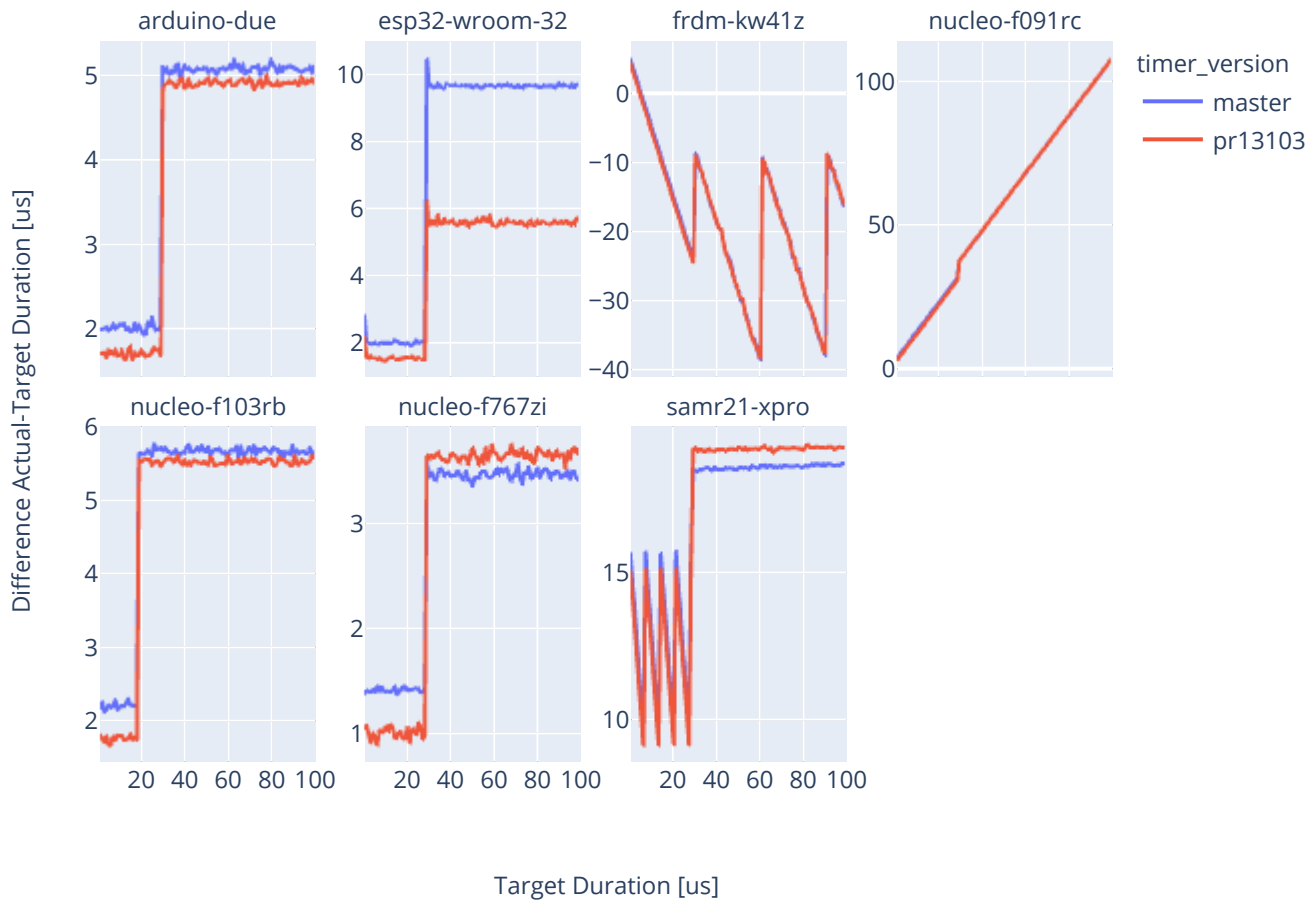 arduino-due
esp32-wroom-32
frdm-kw41z
nucleo-f091rc
timer_version
master
pr13103
5
4
3
2
10
8
6
4
2
0
−10
−20
−30
−40
100
50
0
Difference Actual-Target Duration [us]
nucleo-f103rb
nucleo-f767zi
samr21-xpro
6
5
4
3
2
3
2
1
15
10
20 40 60 80 100
20 40 60 80 100
20 40 60 80 100
Target Duration [us]